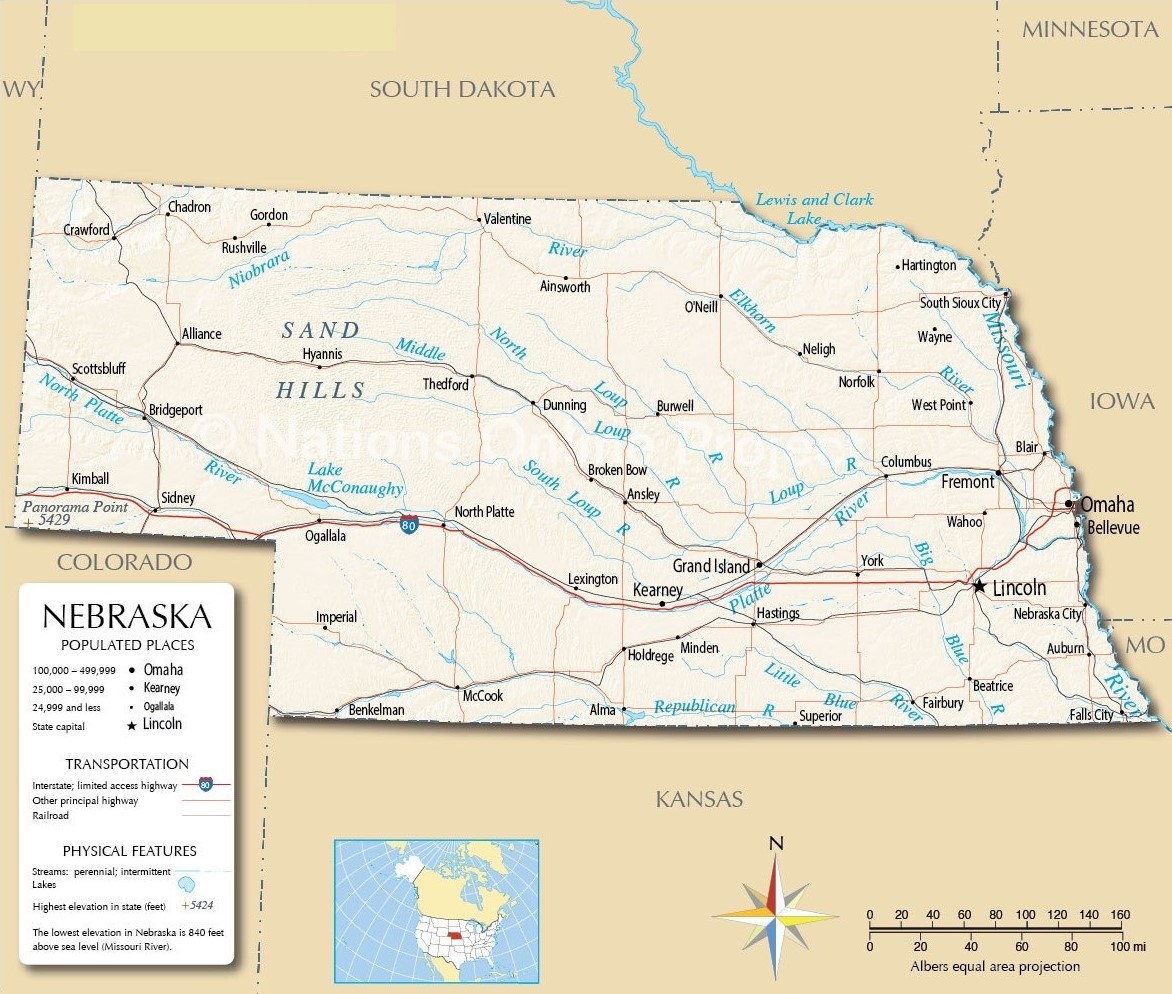 MINNESOTA
WY
SOUTH DAKOTA
Lewis and Clark
Lake
Chadron
Gordon
Valentine
Crawford
Rushville
River
Niobrara
Ainsworth
Hartington
South Sioux City
O'Neill
Elkhorn
Missouri
SAND
Alliance
Hyannis
Middle
North
Wayne
Neligh
Scottsbluff
Thedford
Norfolk
River
HILLS
North Platte
Bridgeport
Dunning
Loup
Burwell
West Point
IOWA
Loup
Blair
River
Lake
McConaughy
South Loup R
Broken Bow
R
R
Loup R
Columbus
Kimball
Sidney
Ansley
Fremont
Panorama Point
+ 5429
80
North Platte
River
Omaha
Ogallala
Wahoo
Bellevue
COLORADO
Grand Island
York
Big
Lexington
Kearney
Platte
Lincoln
Imperial
Hastings
Nebraska City
Minden
Holdrege
Blue
Auburn
MO
McCook
Little
Blue
River
Beatrice
R
River
Benkelman
Alma
Republican R
Superior
Fairbury
Falls City
KANSAS
NEBRASKA
POPULATED PLACES
100,000 – 499,999 Omaha
25,000 – 99,999 Kearney
24,999 and less Ogallala
State capital Lincoln
TRANSPORTATION
Interstate; limited access highway 80
Other principal highway
Railroad
PHYSICAL FEATURES
Streams: perennial; intermittent
Lakes
Highest elevation in state (feet) +5424
The lowest elevation in Nebraska is 840 feet
above sea level (Missouri River).
N
0 20 40 60 80 100 120 140 160
0 20 40 60 80 100 mi
Albers equal area projection